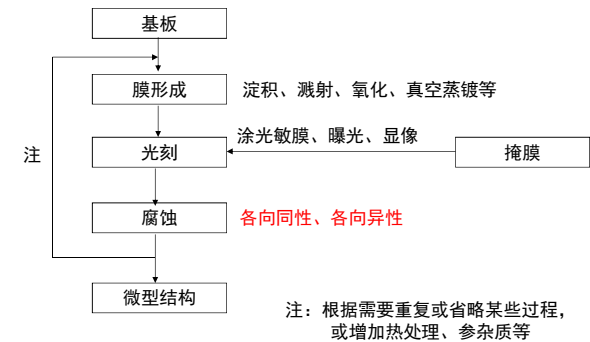 基板
膜形成
淀积、溅射、氧化、真空蒸镀等
涂光敏膜、曝光、显像
注
光刻
掩膜
腐蚀
各向同性、各向异性
微型结构
注：根据需要重复或省略某些过程，
或增加热处理、参杂质等